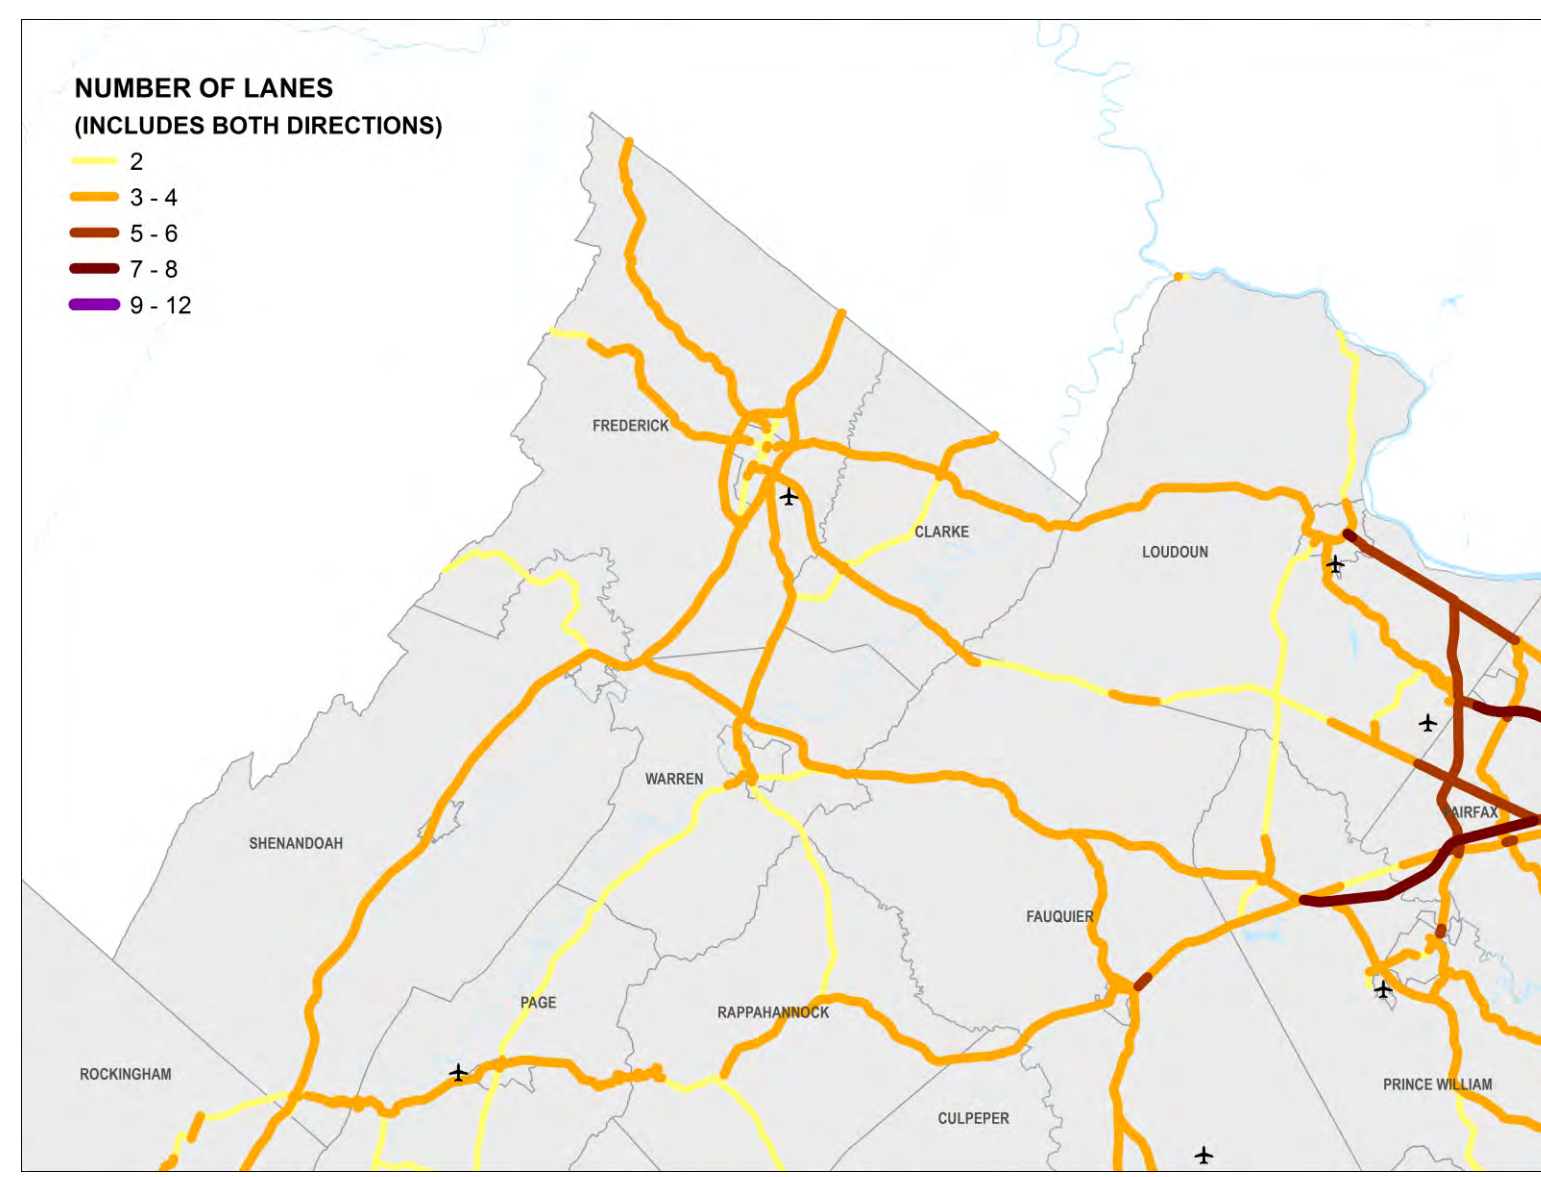 NUMBER OF LANES
(INCLUDES BOTH DIRECTIONS)
2
3 - 4
5 - 6
7 - 8
9 - 12
FREDERICK
CLARKE
LOUDOUN
WARREN
FAIRFAX
SHENANDOAH
FAUQUIER
PAGE
RAPPAHANNOCK
ROCKINGHAM
PRINCE WILLIAM
CULPEPER